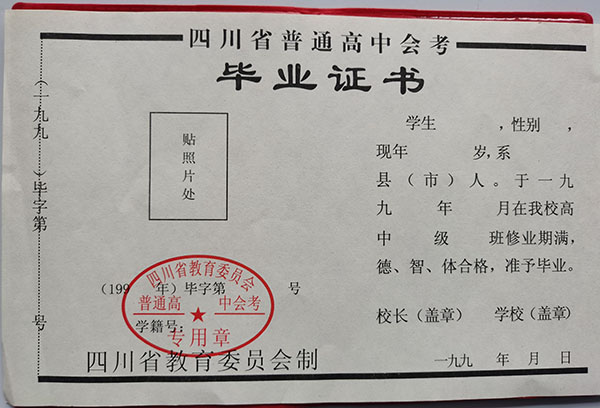 四川省普通高中会考
毕业证书
（一九九　）毕字第　号
贴照片处
学生　，性别　，
现年　岁，系
县（市）人。于一九
九　年　月在我校高
中　级　班修业期满，
德、智、体合格，准予毕业。
（199　年）毕字第　号
学籍号：
四川省教育委员会
普通高　中会考
专用章
校长（盖章）　学校（盖章）
四川省教育委员会制
一九九　年　月　日